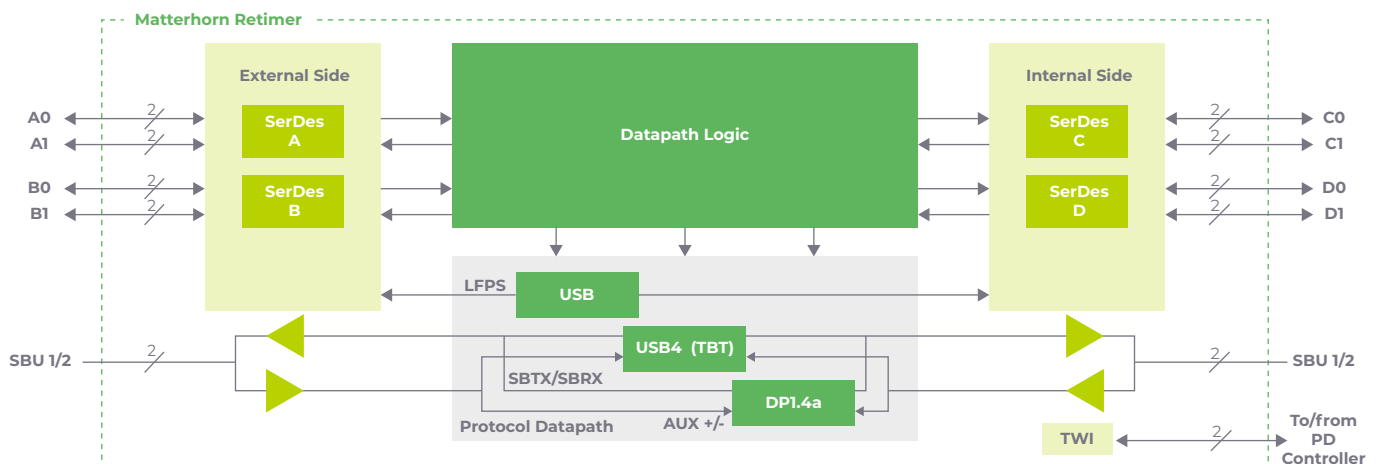 Matterhorn Retimer
External Side
Internal Side
A0
2
SerDes
A
Datapath Logic
SerDes
C
2
C0
A1
2
2
C1
B0
2
SerDes
B
SerDes
D
2
D0
B1
2
2
D1
LFPS
USB
SBU 1/2
2
USB4 (TBT)
2
SBU 1/2
SBTX/SBRX
DP1.4a
AUX +/-
Protocol Datapath
TWI
2
To/from
PD
Controller